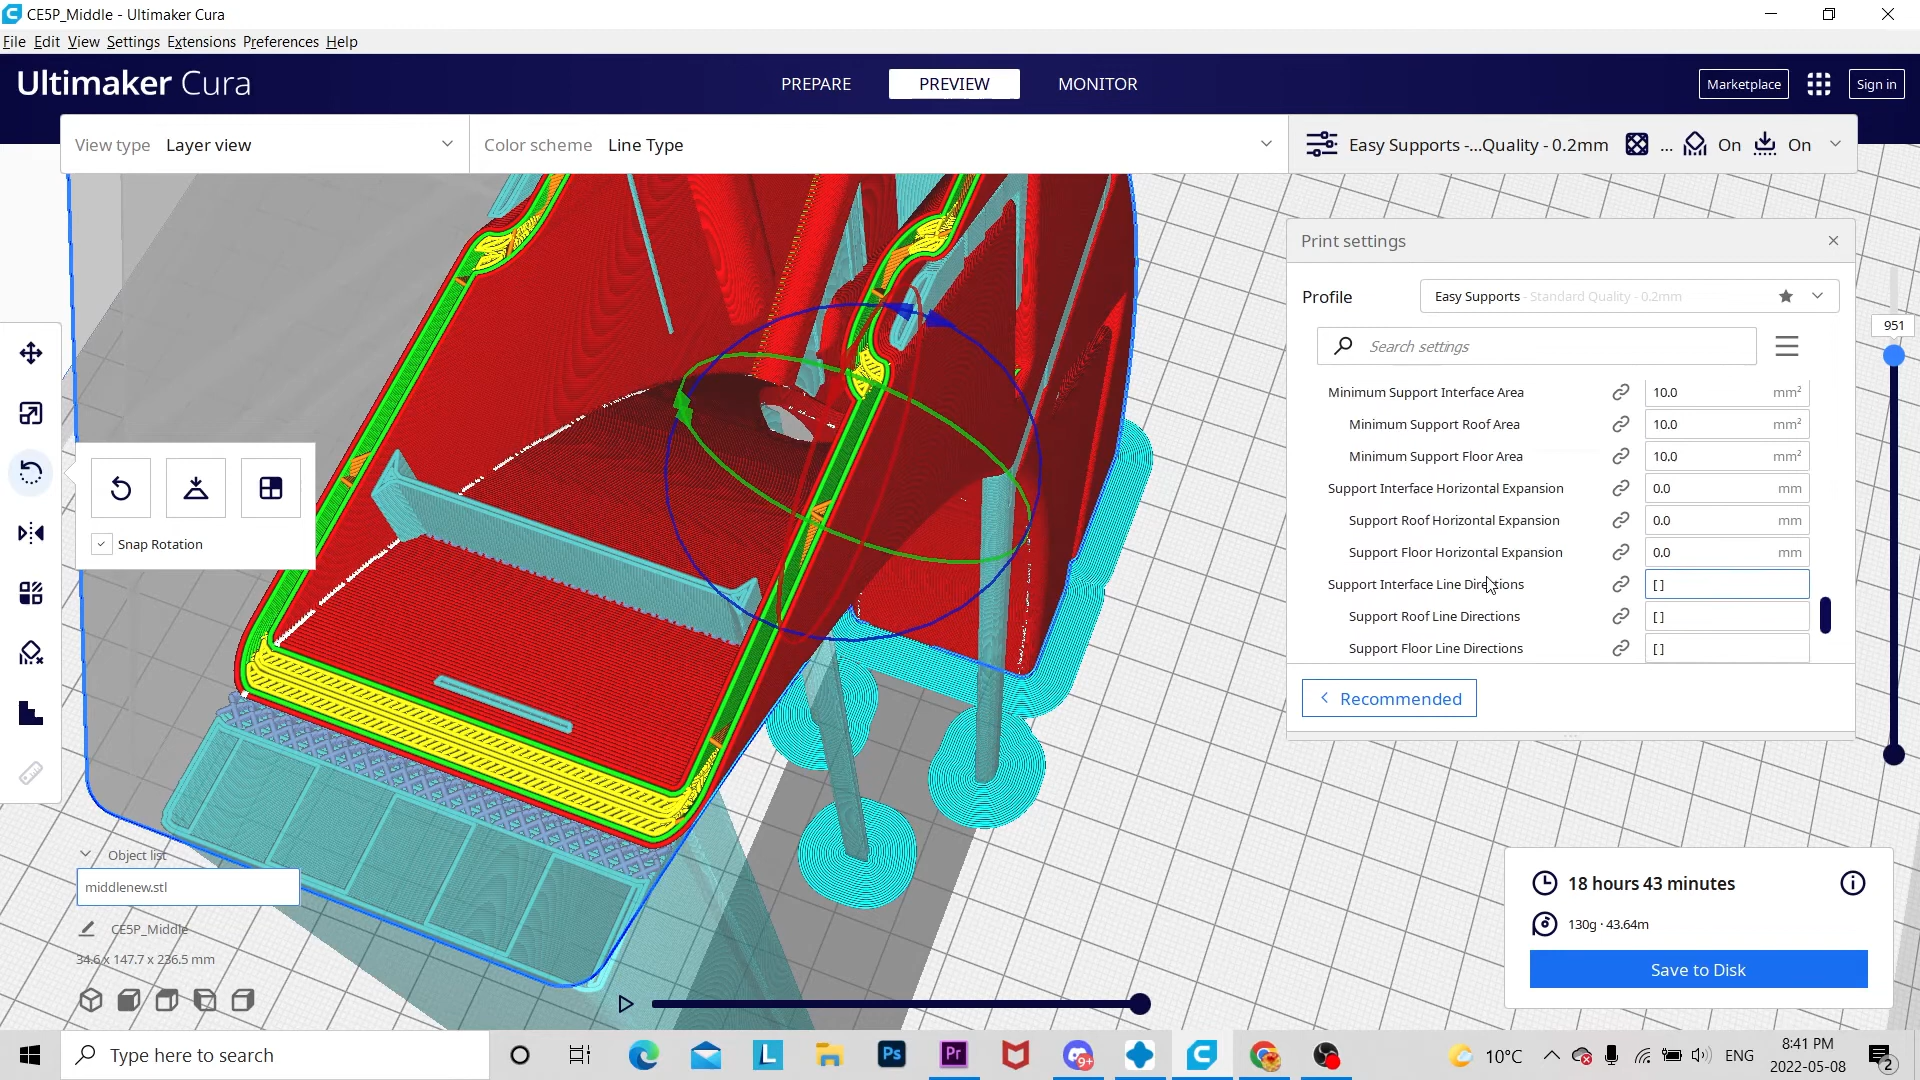 CE5P_Middle - Ultimaker Cura
File Edit View Settings Extensions Preferences Help
Ultimaker Cura
PREPARE
PREVIEW
MONITOR
Marketplace
Sign in
View type Layer view
Color scheme Line Type
Easy Supports -...Quality - 0.2mm
...
On
On
Print settings
Profile
Easy Supports - Standard Quality - 0.2mm
Search settings
951
Minimum Support Interface Area 10.0 mm²
Minimum Support Roof Area 10.0 mm²
Minimum Support Floor Area 10.0 mm²
Support Interface Horizontal Expansion 0.0 mm
Support Roof Horizontal Expansion 0.0 mm
Support Floor Horizontal Expansion 0.0 mm
Support Interface Line Directions []
Support Roof Line Directions []
Support Floor Line Directions []
Recommended
Snap Rotation
Object list
middlenew.stl
CE5P_Middle
34.6 x 147.7 x 236.5 mm
18 hours 43 minutes
130g · 43.64m
Save to Disk
Type here to search
L
Ps
Pr
9+
10°C
ENG
8:41 PM
2022-05-08
2